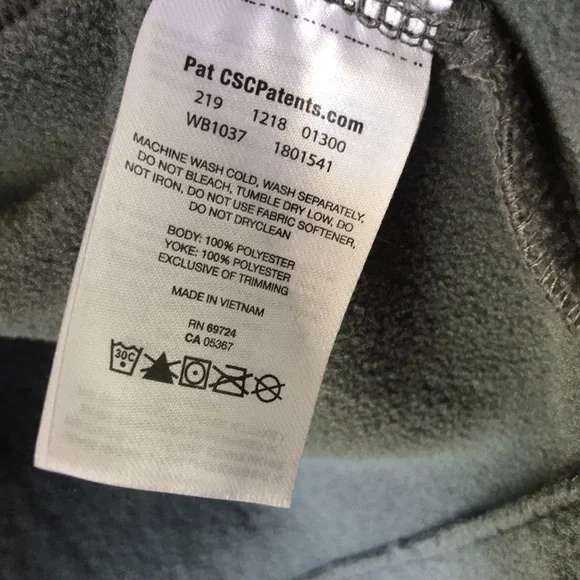 Pat CSCPatents.com
219 1218 01300
WB1037 1801541
MACHINE WASH COLD, WASH SEPARATELY.
DO NOT BLEACH, TUMBLE DRY LOW, DO
NOT IRON, DO NOT USE FABRIC SOFTENER,
DO NOT DRYCLEAN
BODY: 100% POLYESTER
YOKE: 100% POLYESTER
EXCLUSIVE OF TRIMMING
MADE IN VIETNAM
RN 69724
CA 05367
30C